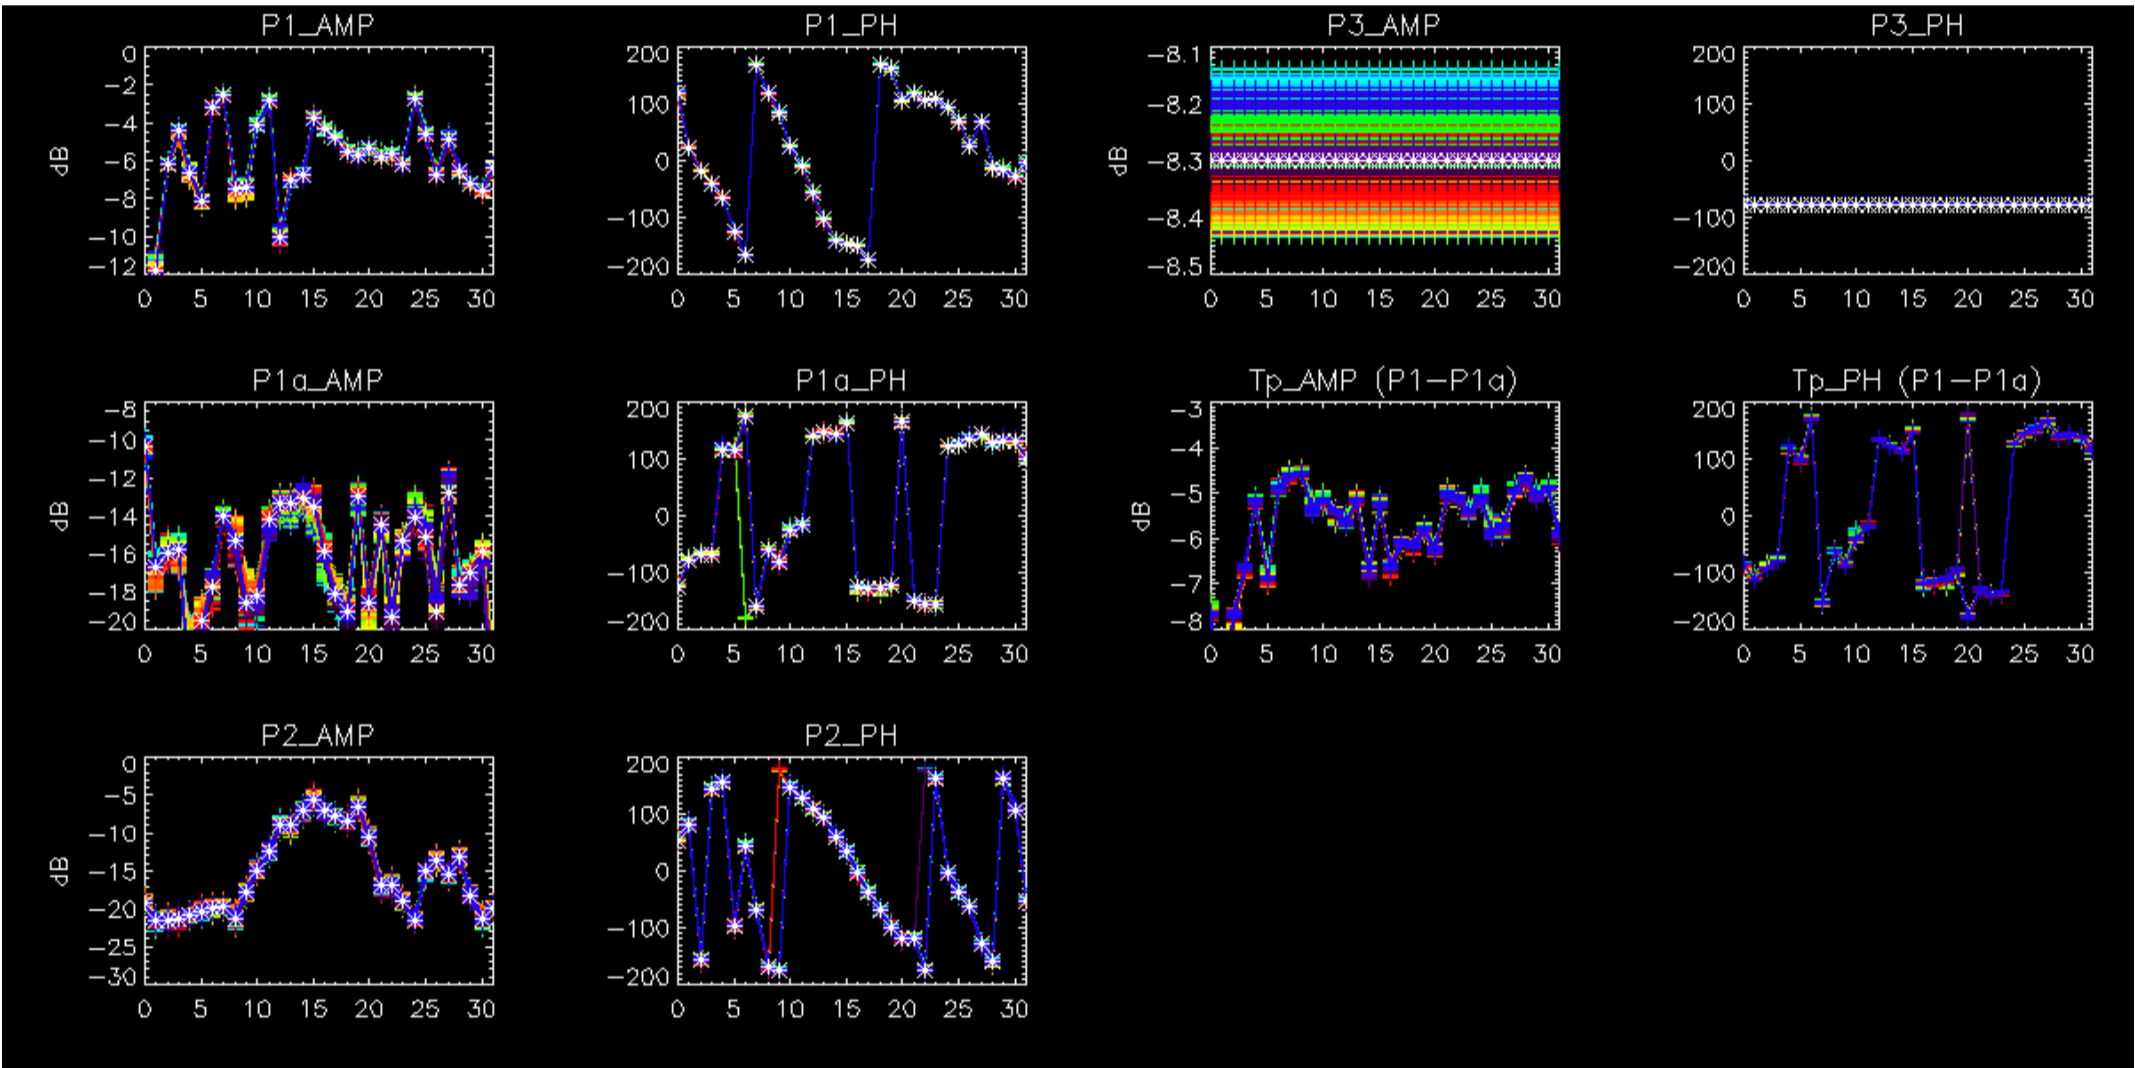 P1_AMP
0
−2
−4
−6
−8
−10
−12
dB
0 5 10 15 20 25 30
P1_PH
200
100
0
−100
−200
0 5 10 15 20 25 30
P3_AMP
−8.1
−8.2
−8.3
−8.4
−8.5
dB
0 5 10 15 20 25 30
P3_PH
200
100
0
−100
−200
0 5 10 15 20 25 30
P1a_AMP
−8
−10
−12
−14
−16
−18
−20
dB
0 5 10 15 20 25 30
P1a_PH
200
100
0
−100
−200
0 5 10 15 20 25 30
Tp_AMP (P1−P1a)
−3
−4
−5
−6
−7
−8
dB
0 5 10 15 20 25 30
Tp_PH (P1−P1a)
200
100
0
−100
−200
0 5 10 15 20 25 30
P2_AMP
0
−5
−10
−15
−20
−25
−30
dB
0 5 10 15 20 25 30
P2_PH
200
100
0
−100
−200
0 5 10 15 20 25 30